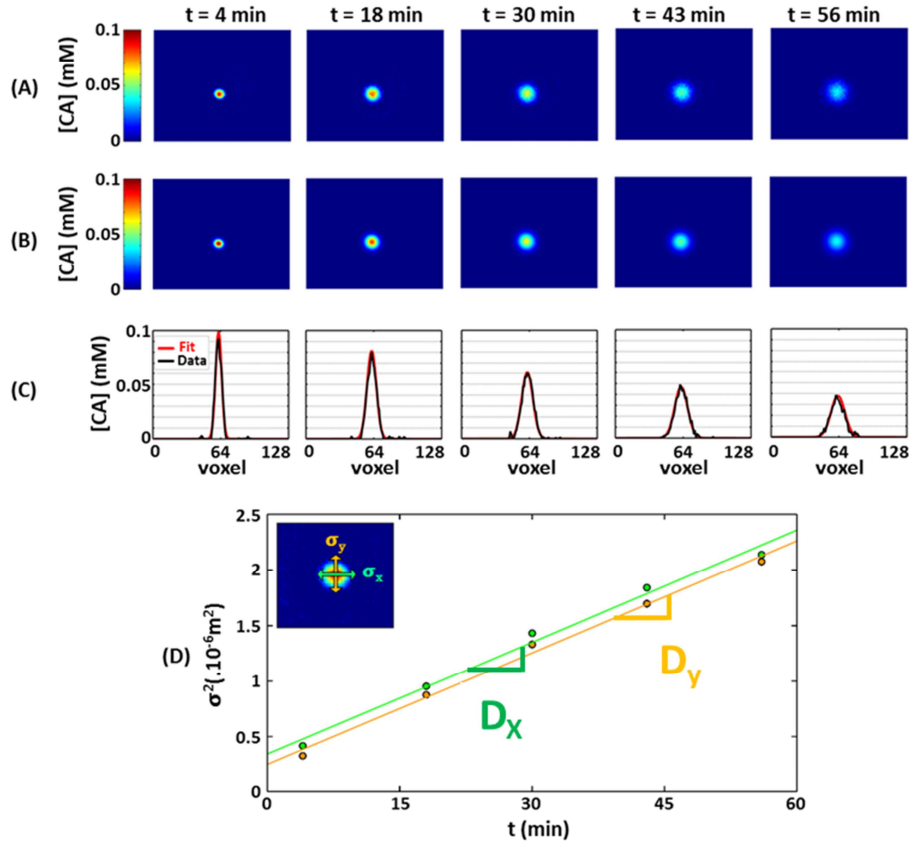 t = 4 min t = 18 min t = 30 min t = 43 min t = 56 min
(A)
[CA] (mM)
0.1
0.05
0
(B)
[CA] (mM)
0.1
0.05
0
(C)
[CA] (mM)
0.1
0.05
0
Fit
Data
0 64 128 0 64 128 0 64 128 0 64 128 0 64 128
voxel voxel voxel voxel voxel
(D)
σ²(.10⁻⁶m²)
2.5
2
1.5
1
0.5
0
σy
σx
Dy
DX
0 15 30 45 60
t (min)